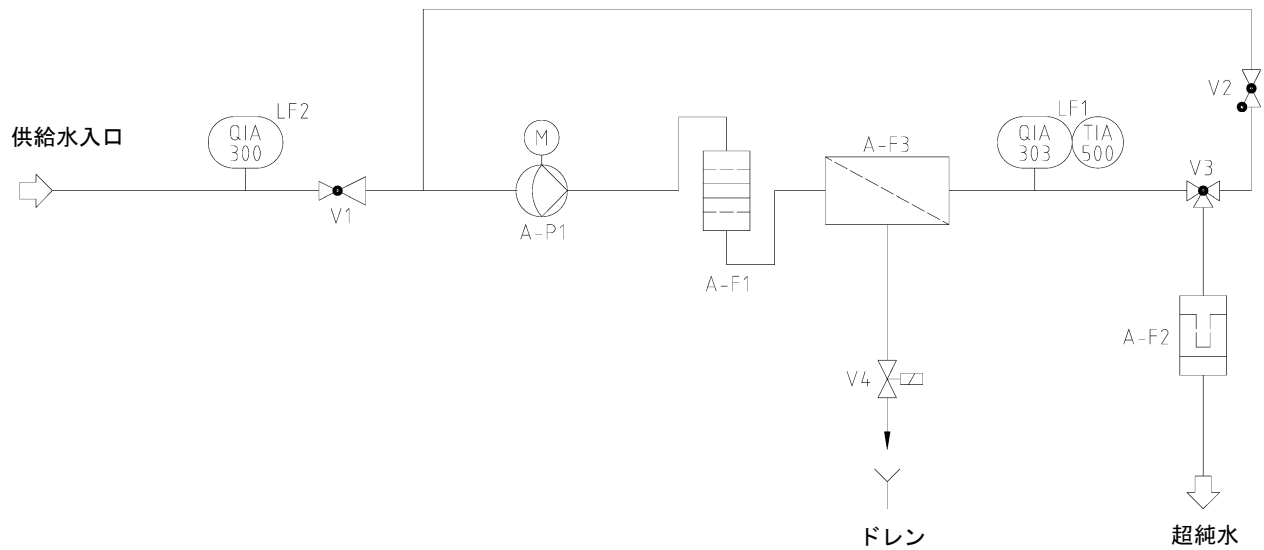 V2
LF2
QIA
300
供給水入口
M
LF1
QIA
303
TIA
500
A-F3
V3
V1
A-P1
A-F1
A-F2
V4
ドレン
超純水